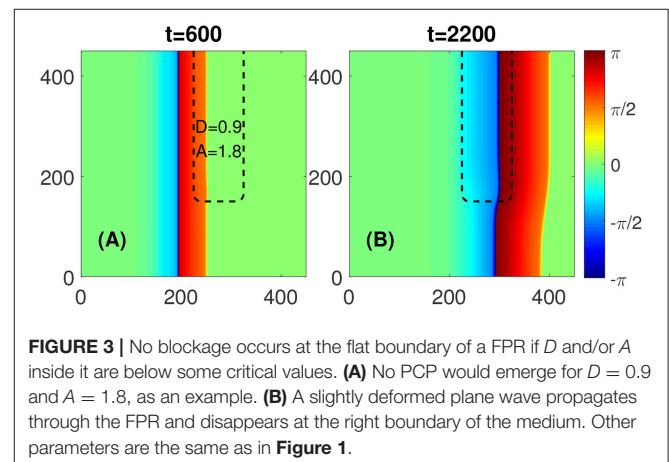 t=600
t=2200
400
200
0
0
200
400
D=0.9
A=1.8
(A)
400
200
0
0
200
400
(B)
π
π/2
0
-π/2
-π
FIGURE 3 | No blockage occurs at the flat boundary of a FPR if D and/or A
inside it are below some critical values. (A) No PCP would emerge for D = 0.9
and A = 1.8, as an example. (B) A slightly deformed plane wave propagates
through the FPR and disappears at the right boundary of the medium. Other
parameters are the same as in Figure 1.